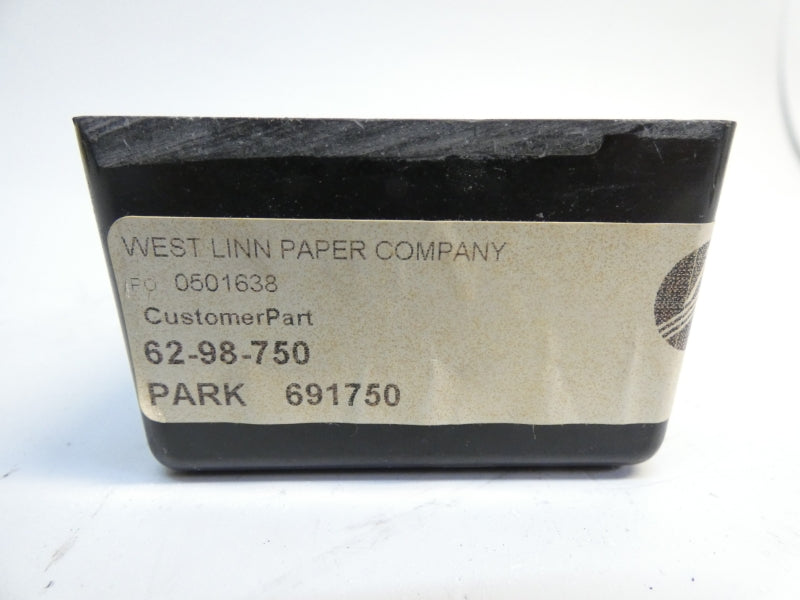 WEST LINN PAPER COMPANY
PO 0501638
CustomerPart
62-98-750
PARK 691750